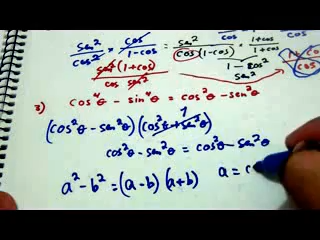 sen² / cos² × cos / 1-cos = sen² / cos (1-cos) × 1+cos / 1+cos
sen² (1+cos) / cos sen²
1 - cos²
sen²
3) cos⁴θ - sen⁴θ = cos²θ - sen²θ
1
(cos²θ - sen²θ)(cos²θ + sen²θ)
cos²θ - sen²θ = cos²θ - sen²θ
a² - b² = (a-b) (a+b) a = c